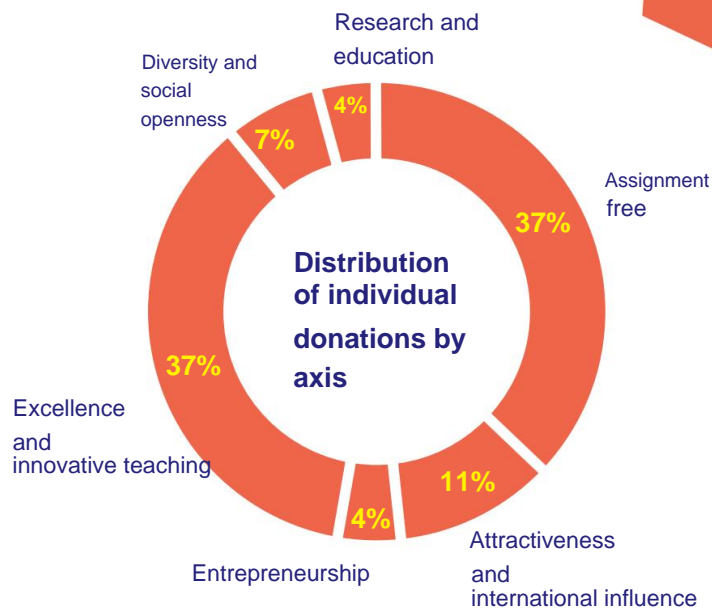 Research and
education
4%
Diversity and
social
openness
7%
Assignment
free
37%
Distribution
of individual
donations by
axis
37%
Excellence
and
innovative teaching
11%
Attractiveness
and
international influence
4%
Entrepreneurship